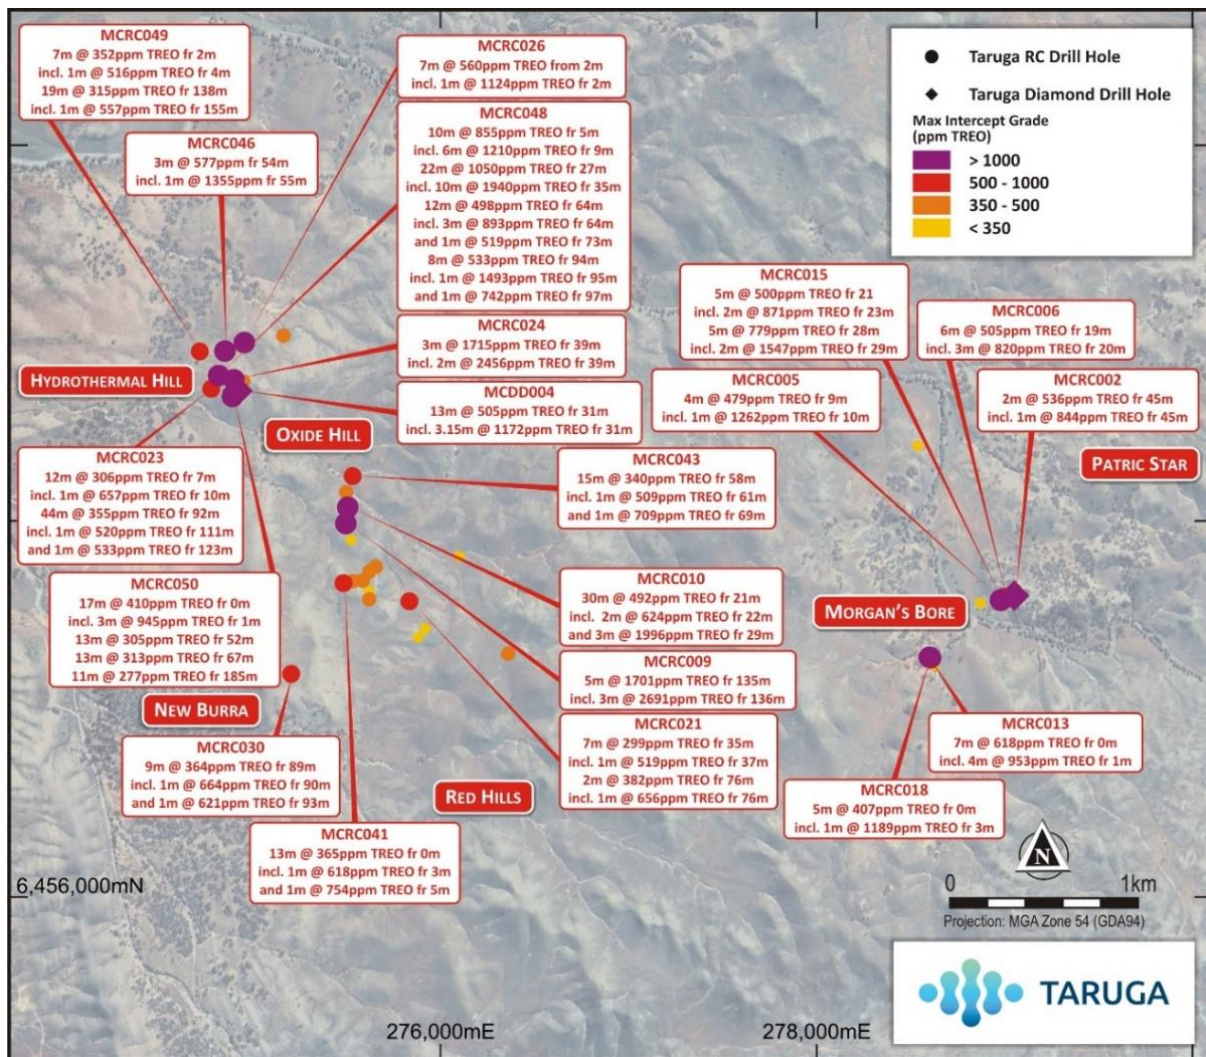 MCRC049
7m @ 352ppm TREO fr 2m
incl. 1m @ 516ppm TREO fr 4m
19m @ 315ppm TREO fr 138m
incl. 1m @ 557ppm TREO fr 155m
MCRC026
7m @ 560ppm TREO from 2m
incl. 1m @ 1124ppm TREO fr 2m
MCRC046
3m @ 577ppm fr 54m
incl. 1m @ 1355ppm fr 55m
MCRC048
10m @ 855ppm TREO fr 5m
incl. 6m @ 1210ppm TREO fr 9m
22m @ 1050ppm TREO fr 27m
incl. 10m @ 1940ppm TREO fr 35m
12m @ 498ppm TREO fr 64m
incl. 3m @ 893ppm TREO fr 64m
and 1m @ 519ppm TREO fr 73m
8m @ 533ppm TREO fr 94m
incl. 1m @ 1493ppm TREO fr 95m
and 1m @ 742ppm TREO fr 97m
Taruga RC Drill Hole
Taruga Diamond Drill Hole
Max Intercept Grade
(ppm TREO)
> 1000
500 - 1000
350 - 500
< 350
MCRC015
5m @ 500ppm TREO fr 21
incl. 2m @ 871ppm TREO fr 23m
5m @ 779ppm TREO fr 28m
incl. 2m @ 1547ppm TREO fr 29m
MCRC006
6m @ 505ppm TREO fr 19m
incl. 3m @ 820ppm TREO fr 20m
MCRC024
3m @ 1715ppm TREO fr 39m
incl. 2m @ 2456ppm TREO fr 39m
MCRC005
4m @ 479ppm TREO fr 9m
incl. 1m @ 1262ppm TREO fr 10m
MCRC002
2m @ 536ppm TREO fr 45m
incl. 1m @ 844ppm TREO fr 45m
HYDROTHERMAL HILL
MCDD004
13m @ 505ppm TREO fr 31m
incl. 3.15m @ 1172ppm TREO fr 31m
OXIDE HILL
PATRIC STAR
MCRC023
12m @ 306ppm TREO fr 7m
incl. 1m @ 657ppm TREO fr 10m
44m @ 355ppm TREO fr 92m
incl. 1m @ 520ppm TREO fr 111m
and 1m @ 533ppm TREO fr 123m
MCRC043
15m @ 340ppm TREO fr 58m
incl. 1m @ 509ppm TREO fr 61m
and 1m @ 709ppm TREO fr 69m
MCRC050
17m @ 410ppm TREO fr 0m
incl. 3m @ 945ppm TREO fr 1m
13m @ 305ppm TREO fr 52m
13m @ 313ppm TREO fr 67m
11m @ 277ppm TREO fr 185m
MCRC010
30m @ 492ppm TREO fr 21m
incl. 2m @ 624ppm TREO fr 22m
and 3m @ 1996ppm TREO fr 29m
MORGAN'S BORE
MCRC009
5m @ 1701ppm TREO fr 135m
incl. 3m @ 2691ppm TREO fr 136m
NEW BURRA
MCRC021
7m @ 299ppm TREO fr 35m
incl. 1m @ 519ppm TREO fr 37m
2m @ 382ppm TREO fr 76m
incl. 1m @ 656ppm TREO fr 76m
MCRC013
7m @ 618ppm TREO fr 0m
incl. 4m @ 953ppm TREO fr 1m
MCRC030
9m @ 364ppm TREO fr 89m
incl. 1m @ 664ppm TREO fr 90m
and 1m @ 621ppm TREO fr 93m
RED HILLS
MCRC018
5m @ 407ppm TREO fr 0m
incl. 1m @ 1189ppm TREO fr 3m
MCRC041
13m @ 365ppm TREO fr 0m
incl. 1m @ 618ppm TREO fr 3m
and 1m @ 754ppm TREO fr 5m
N
6,456,000mN
0 1km
Projection: MGA Zone 54 (GDA94)
TARUGA
276,000mE
278,000mE